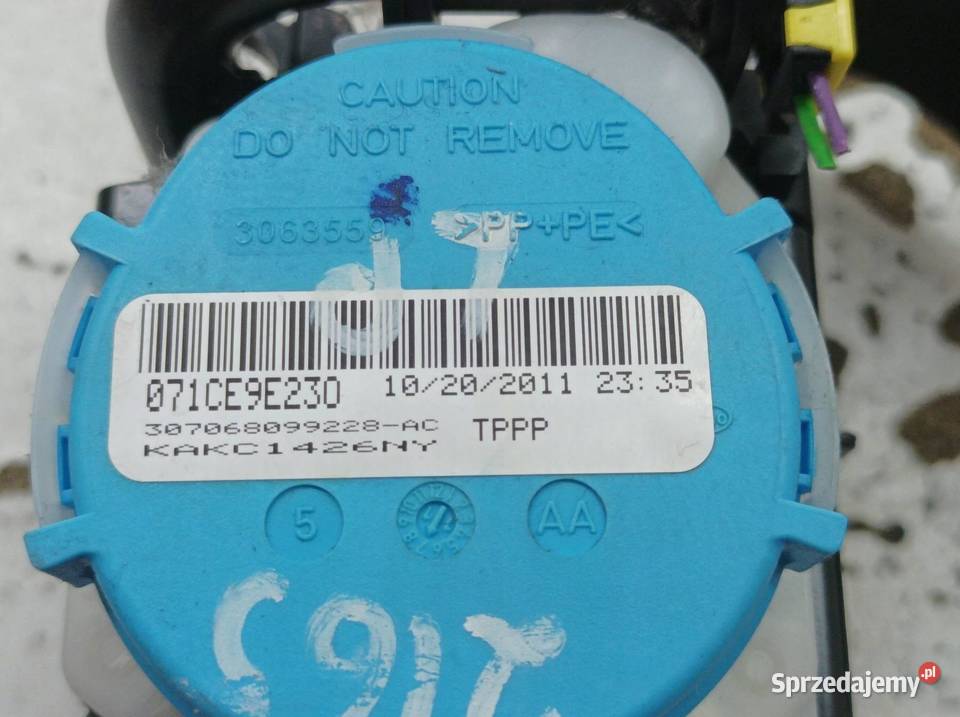 CAUTION
DO NOT REMOVE
3063559 >PP+PE<
071CE9E230 10/20/2011 23:35
307068099228-AC TPPP
KAKC1426NY
5 AA
Sprzedajemy.pl